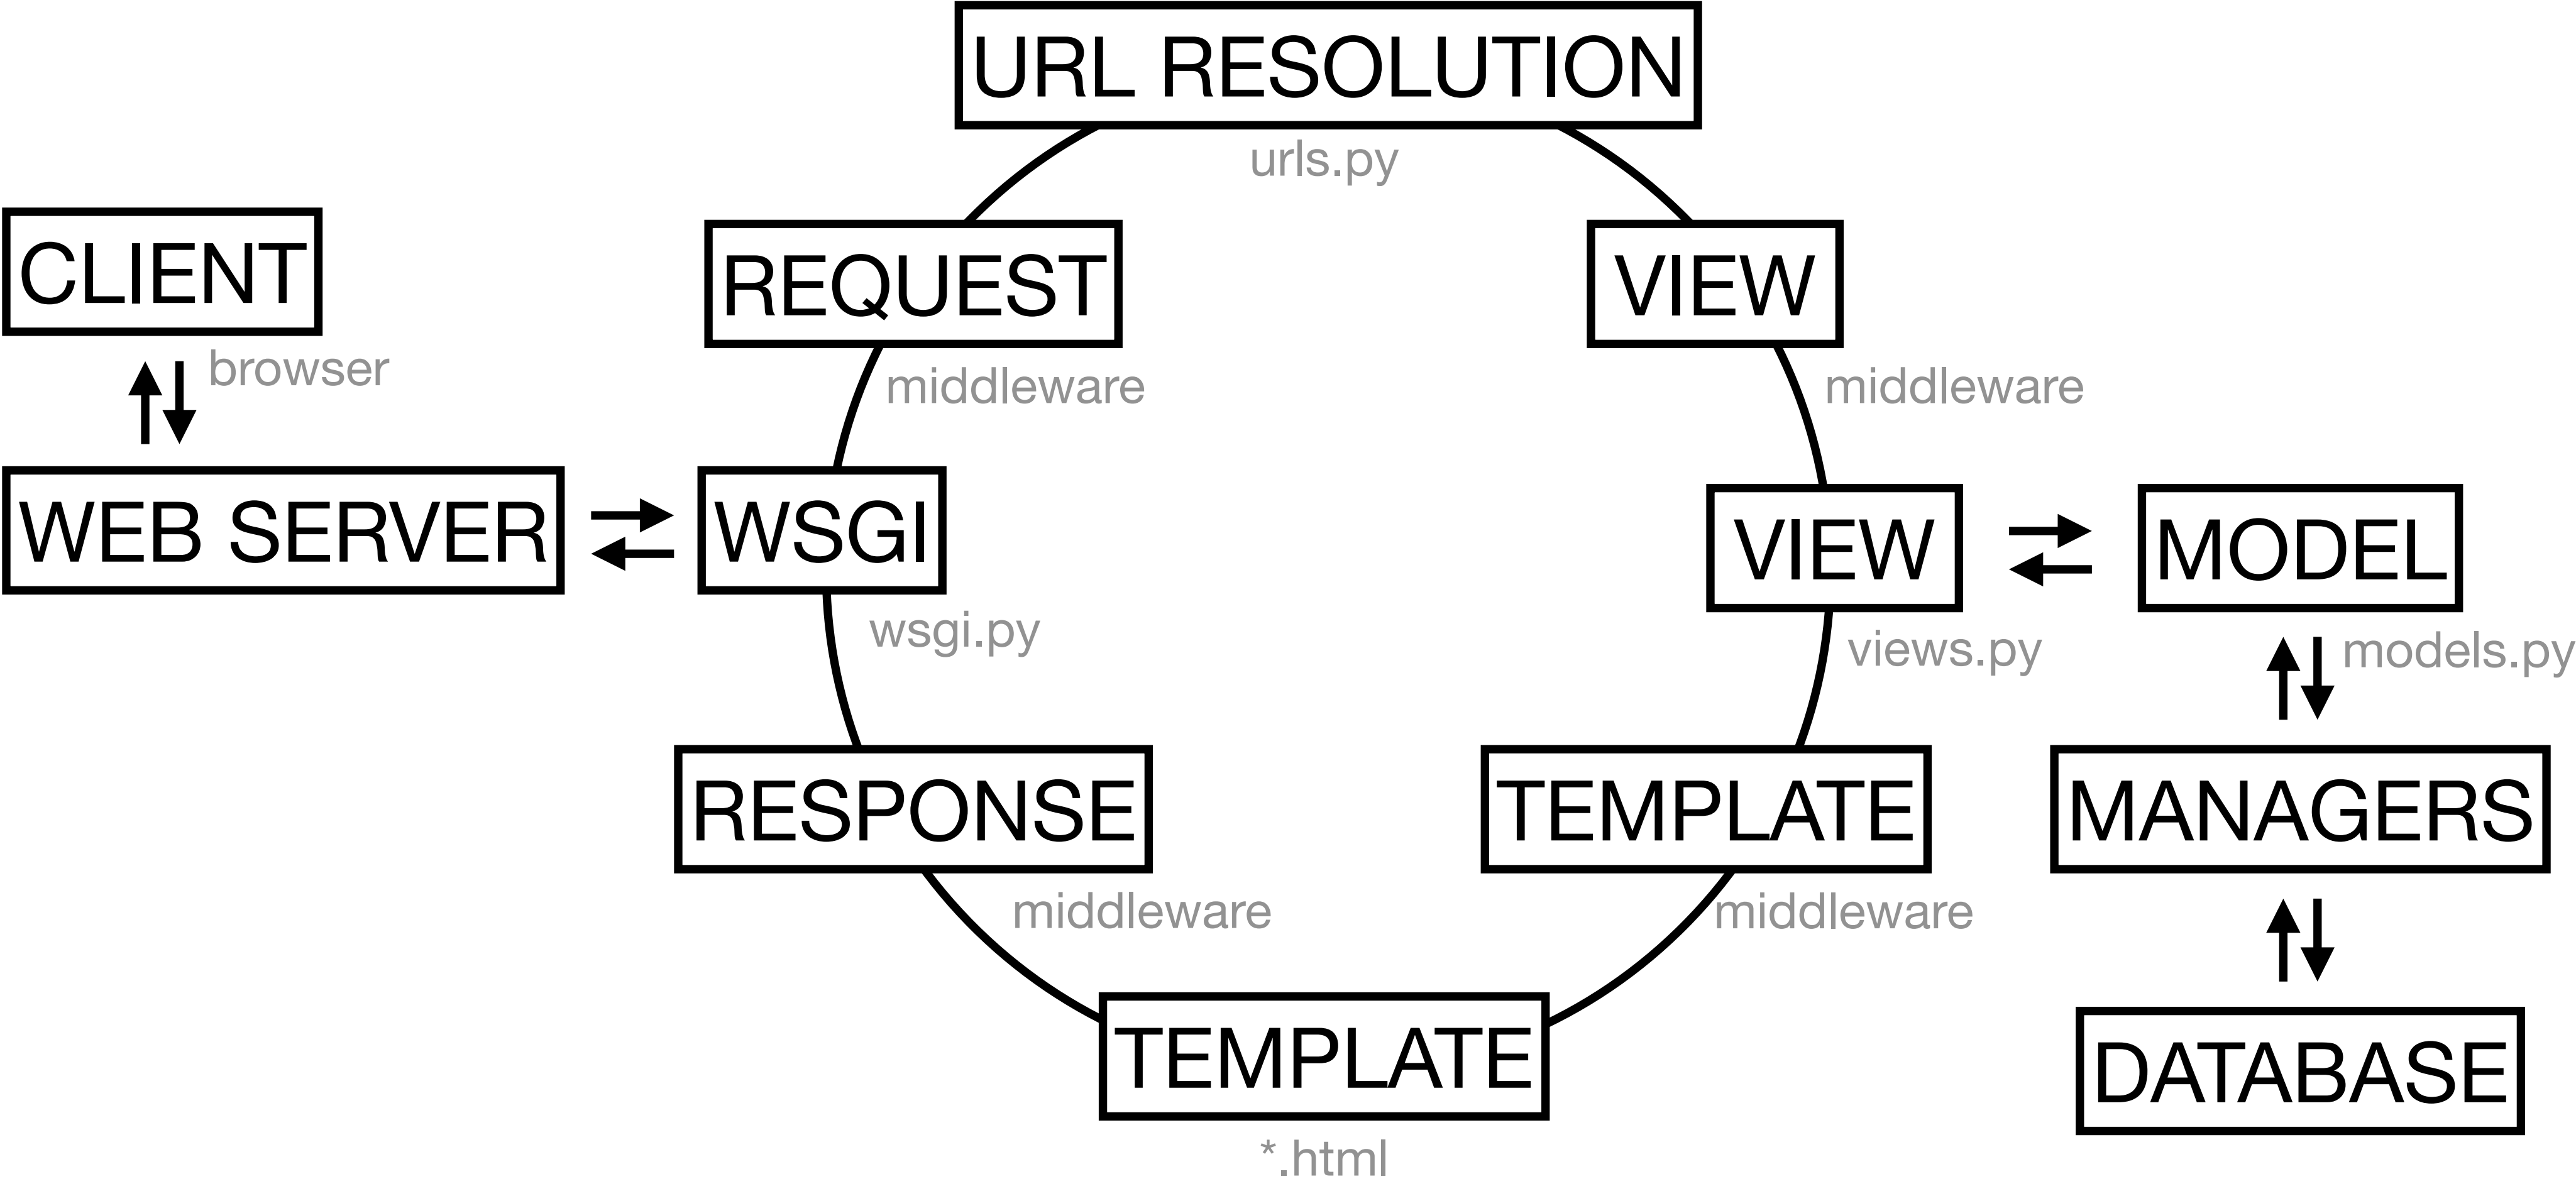 URL RESOLUTION
urls.py
CLIENT
browser
REQUEST
middleware
VIEW
middleware
WEB SERVER
WSGI
wsgi.py
VIEW
views.py
MODEL
models.py
RESPONSE
middleware
TEMPLATE
middleware
MANAGERS
TEMPLATE
*.html
DATABASE